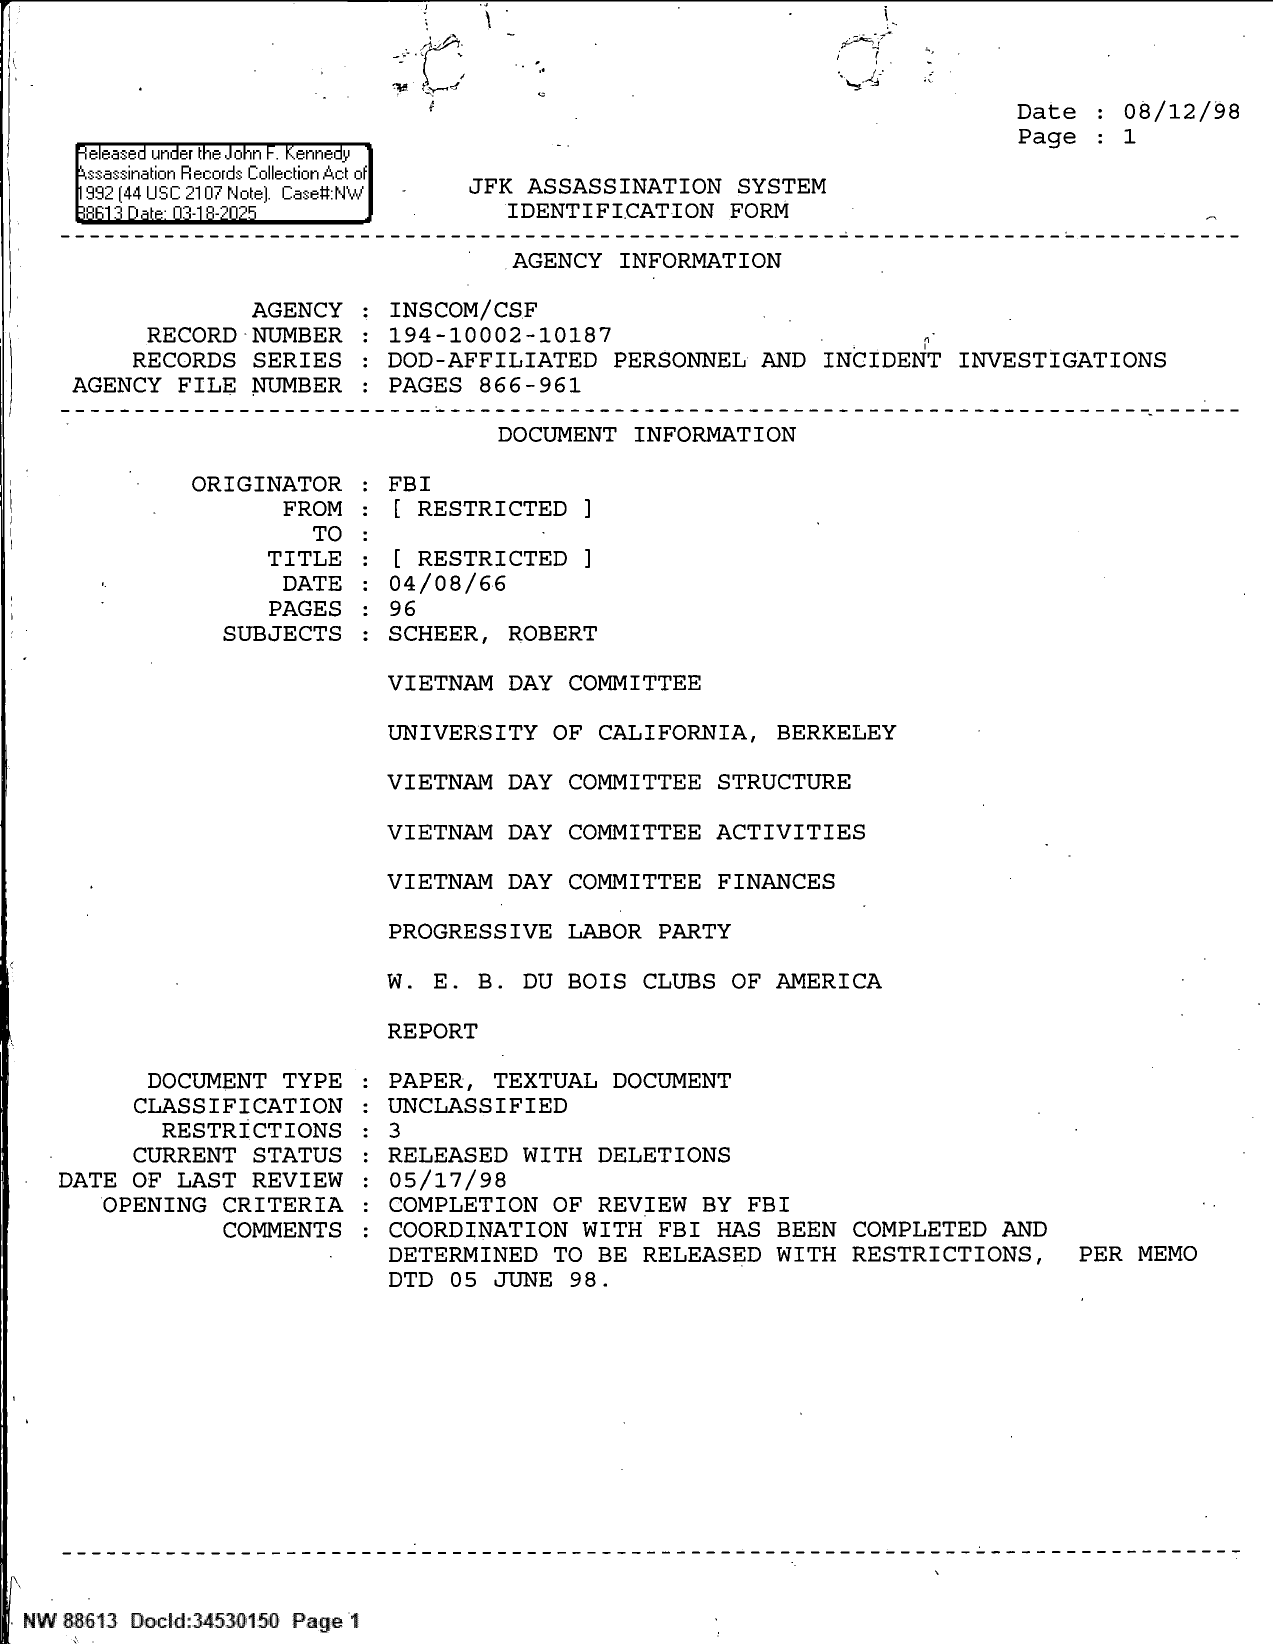 Date : 08/12/98
Page : 1
Released under the John F. Kennedy
Assassination Records Collection Act of
1992 (44 USC 2107 Note). Case#:NW
88613 Date: 03-18-2025
JFK ASSASSINATION SYSTEM
IDENTIFICATION FORM
AGENCY INFORMATION
AGENCY : INSCOM/CSF
RECORD NUMBER : 194-10002-10187
RECORDS SERIES : DOD-AFFILIATED PERSONNEL AND INCIDENT INVESTIGATIONS
AGENCY FILE NUMBER : PAGES 866-961
DOCUMENT INFORMATION
ORIGINATOR : FBI
FROM : [ RESTRICTED ]
TO :
TITLE : [ RESTRICTED ]
DATE : 04/08/66
PAGES : 96
SUBJECTS : SCHEER, ROBERT
VIETNAM DAY COMMITTEE
UNIVERSITY OF CALIFORNIA, BERKELEY
VIETNAM DAY COMMITTEE STRUCTURE
VIETNAM DAY COMMITTEE ACTIVITIES
VIETNAM DAY COMMITTEE FINANCES
PROGRESSIVE LABOR PARTY
W. E. B. DU BOIS CLUBS OF AMERICA
REPORT
DOCUMENT TYPE : PAPER, TEXTUAL DOCUMENT
CLASSIFICATION : UNCLASSIFIED
RESTRICTIONS : 3
CURRENT STATUS : RELEASED WITH DELETIONS
DATE OF LAST REVIEW : 05/17/98
OPENING CRITERIA : COMPLETION OF REVIEW BY FBI
COMMENTS : COORDINATION WITH FBI HAS BEEN COMPLETED AND
DETERMINED TO BE RELEASED WITH RESTRICTIONS, PER MEMO
DTD 05 JUNE 98.
NW 88613 DocId:34530150 Page 1